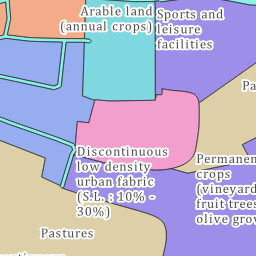 Arable land
(annual crops)
Sports and
leisure
facilities
Pa
Discontinuous
low density
urban fabric
(S.L. : 10% -
30%)
Permanen
crops
(vineyard
fruit trees
olive grov
Pastures